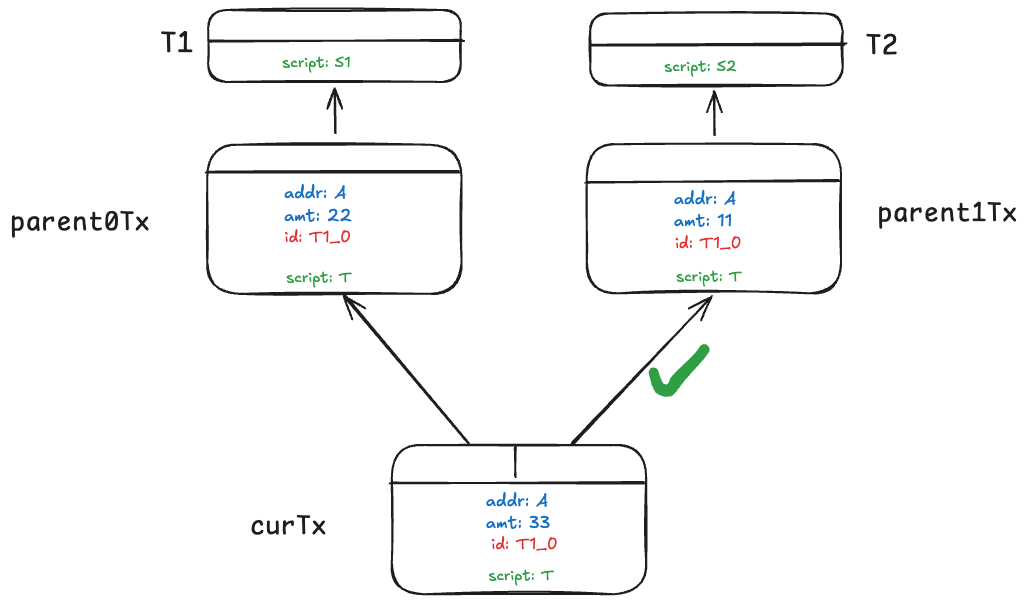 T1
script: S1
T2
script: S2
parent0Tx
addr: A
amt: 22
id: T1_0
script: T
parent1Tx
addr: A
amt: 11
id: T1_0
script: T
curTx
addr: A
amt: 33
id: T1_0
script: T